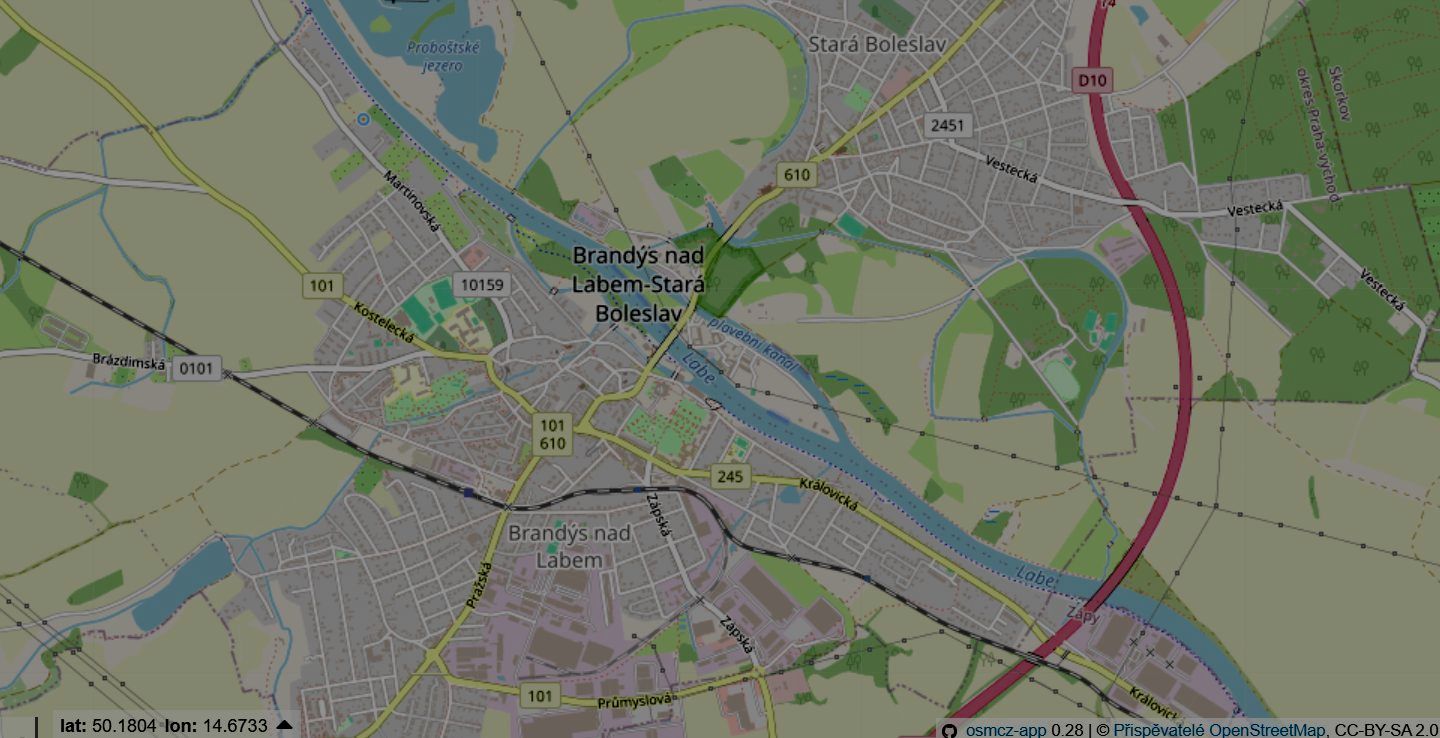 T4
Proboštské
jezero
Stará Boleslav
D10
Skorkov
okres Praha-východ
2451
Vestecká
610
Martinovská
Vestecká
Brandýs nad
Labem-Stará
Boleslav
101
10159
Vestecká
Kostelecká
plavební kanál
Brázdimská
0101
Labe
101
610
245
Královická
Zápská
Brandýs nad
Labem
Labe
Pražská
Zápy
Zápská
101
Průmyslová
Královick
lat: 50.1804 lon: 14.6733
osmcz-app 0.28 | © Přispěvatelé OpenStreetMap, CC-BY-SA 2.0